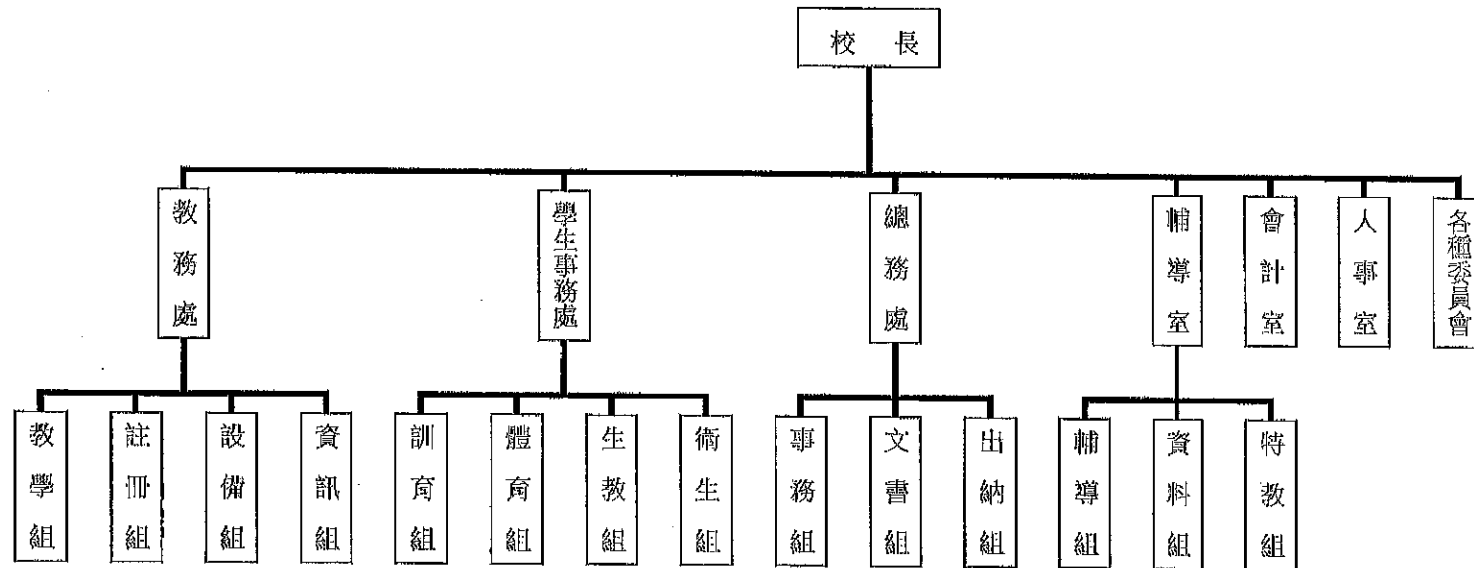 校長
教務處
學生事務處
總務處
輔導室
會計室
人事室
各種委員會
教學組
註冊組
設備組
資訊組
訓育組
體育組
生教組
衛生組
事務組
文書組
出納組
輔導組
資料組
特教組